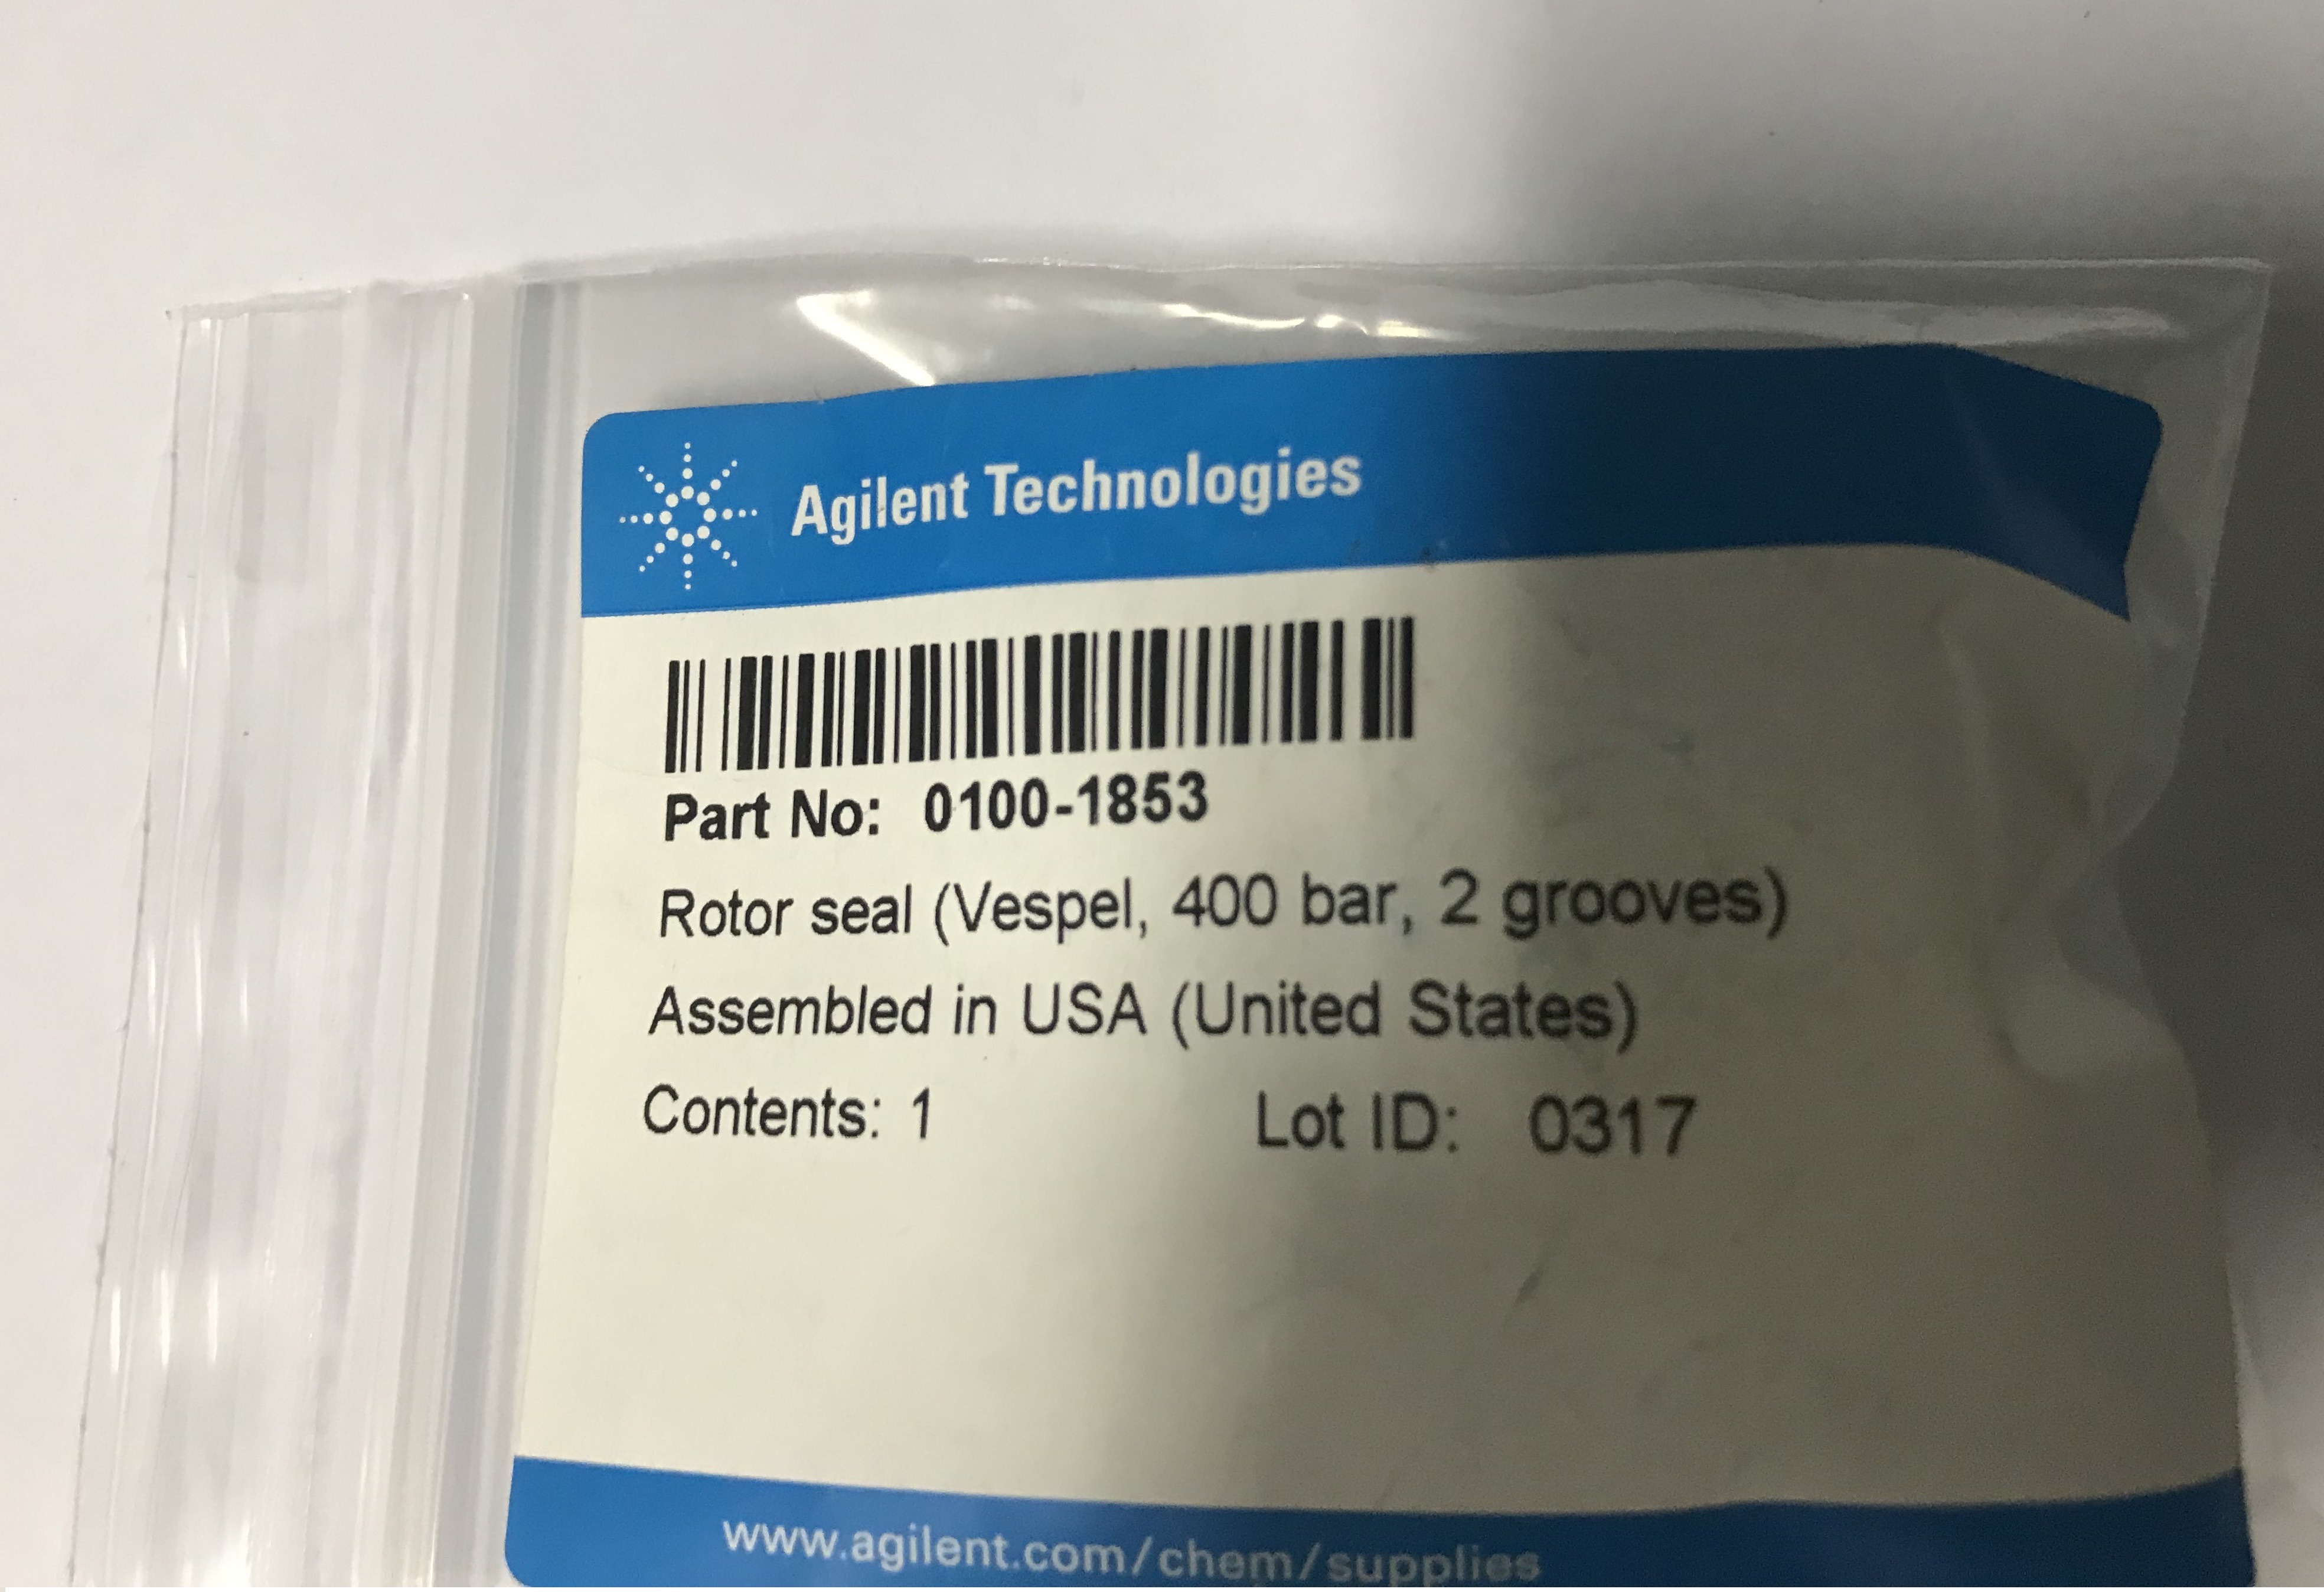 Agilent Technologies
Part No: 0100-1853
Rotor seal (Vespel, 400 bar, 2 grooves)
Assembled in USA (United States)
Contents: 1 Lot ID: 0317
www.agilent.com/chem/supplies